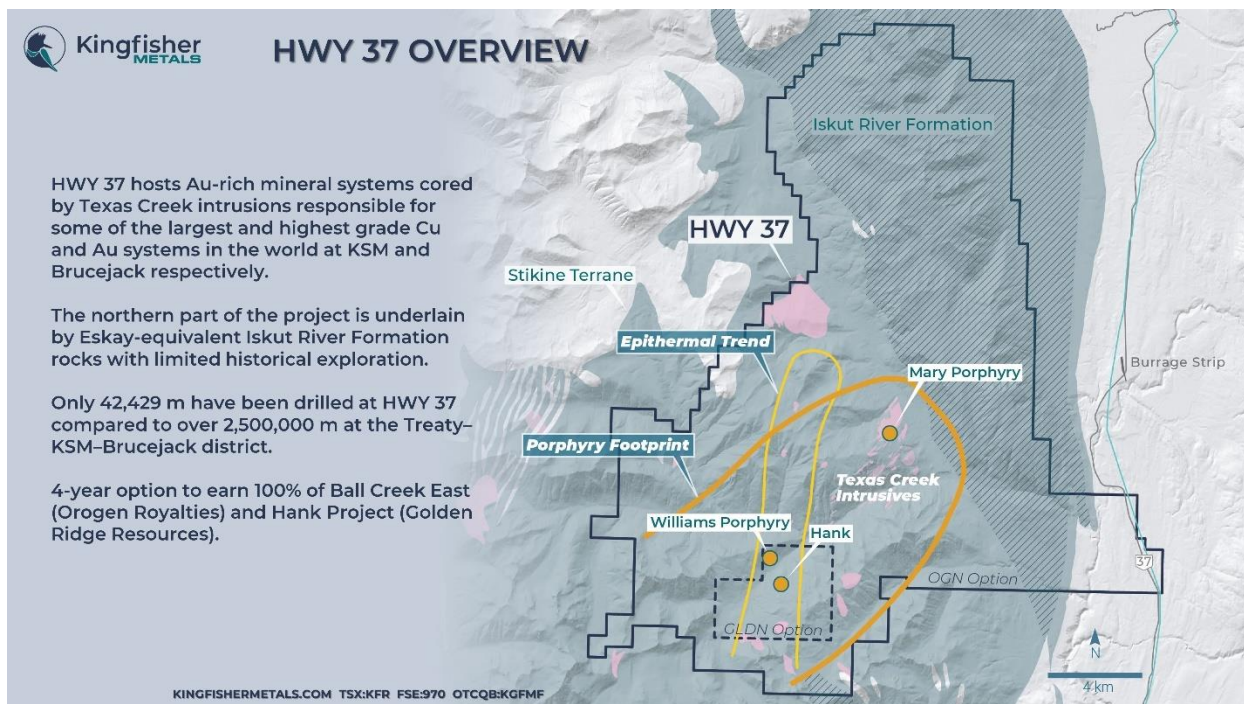 Kingfisher
METALS
HWY 37 OVERVIEW
HWY 37 hosts Au-rich mineral systems cored
by Texas Creek intrusions responsible for
some of the largest and highest grade Cu
and Au systems in the world at KSM and
Brucejack respectively.
The northern part of the project is underlain
by Eskay-equivalent Iskut River Formation
rocks with limited historical exploration.
Only 42,429 m have been drilled at HWY 37
compared to over 2,500,000 m at the Treaty–
KSM–Brucejack district.
4-year option to earn 100% of Ball Creek East
(Orogen Royalties) and Hank Project (Golden
Ridge Resources).
Iskut River Formation
HWY 37
Stikine Terrane
Epithermal Trend
Burrage Strip
Mary Porphyry
Porphyry Footprint
Texas Creek
Intrusives
Williams Porphyry
Hank
37
OGN Option
GLDN Option
N
4 km
KINGFISHERMETALS.COM TSX:KFR FSE:970 OTCQB:KGFMF